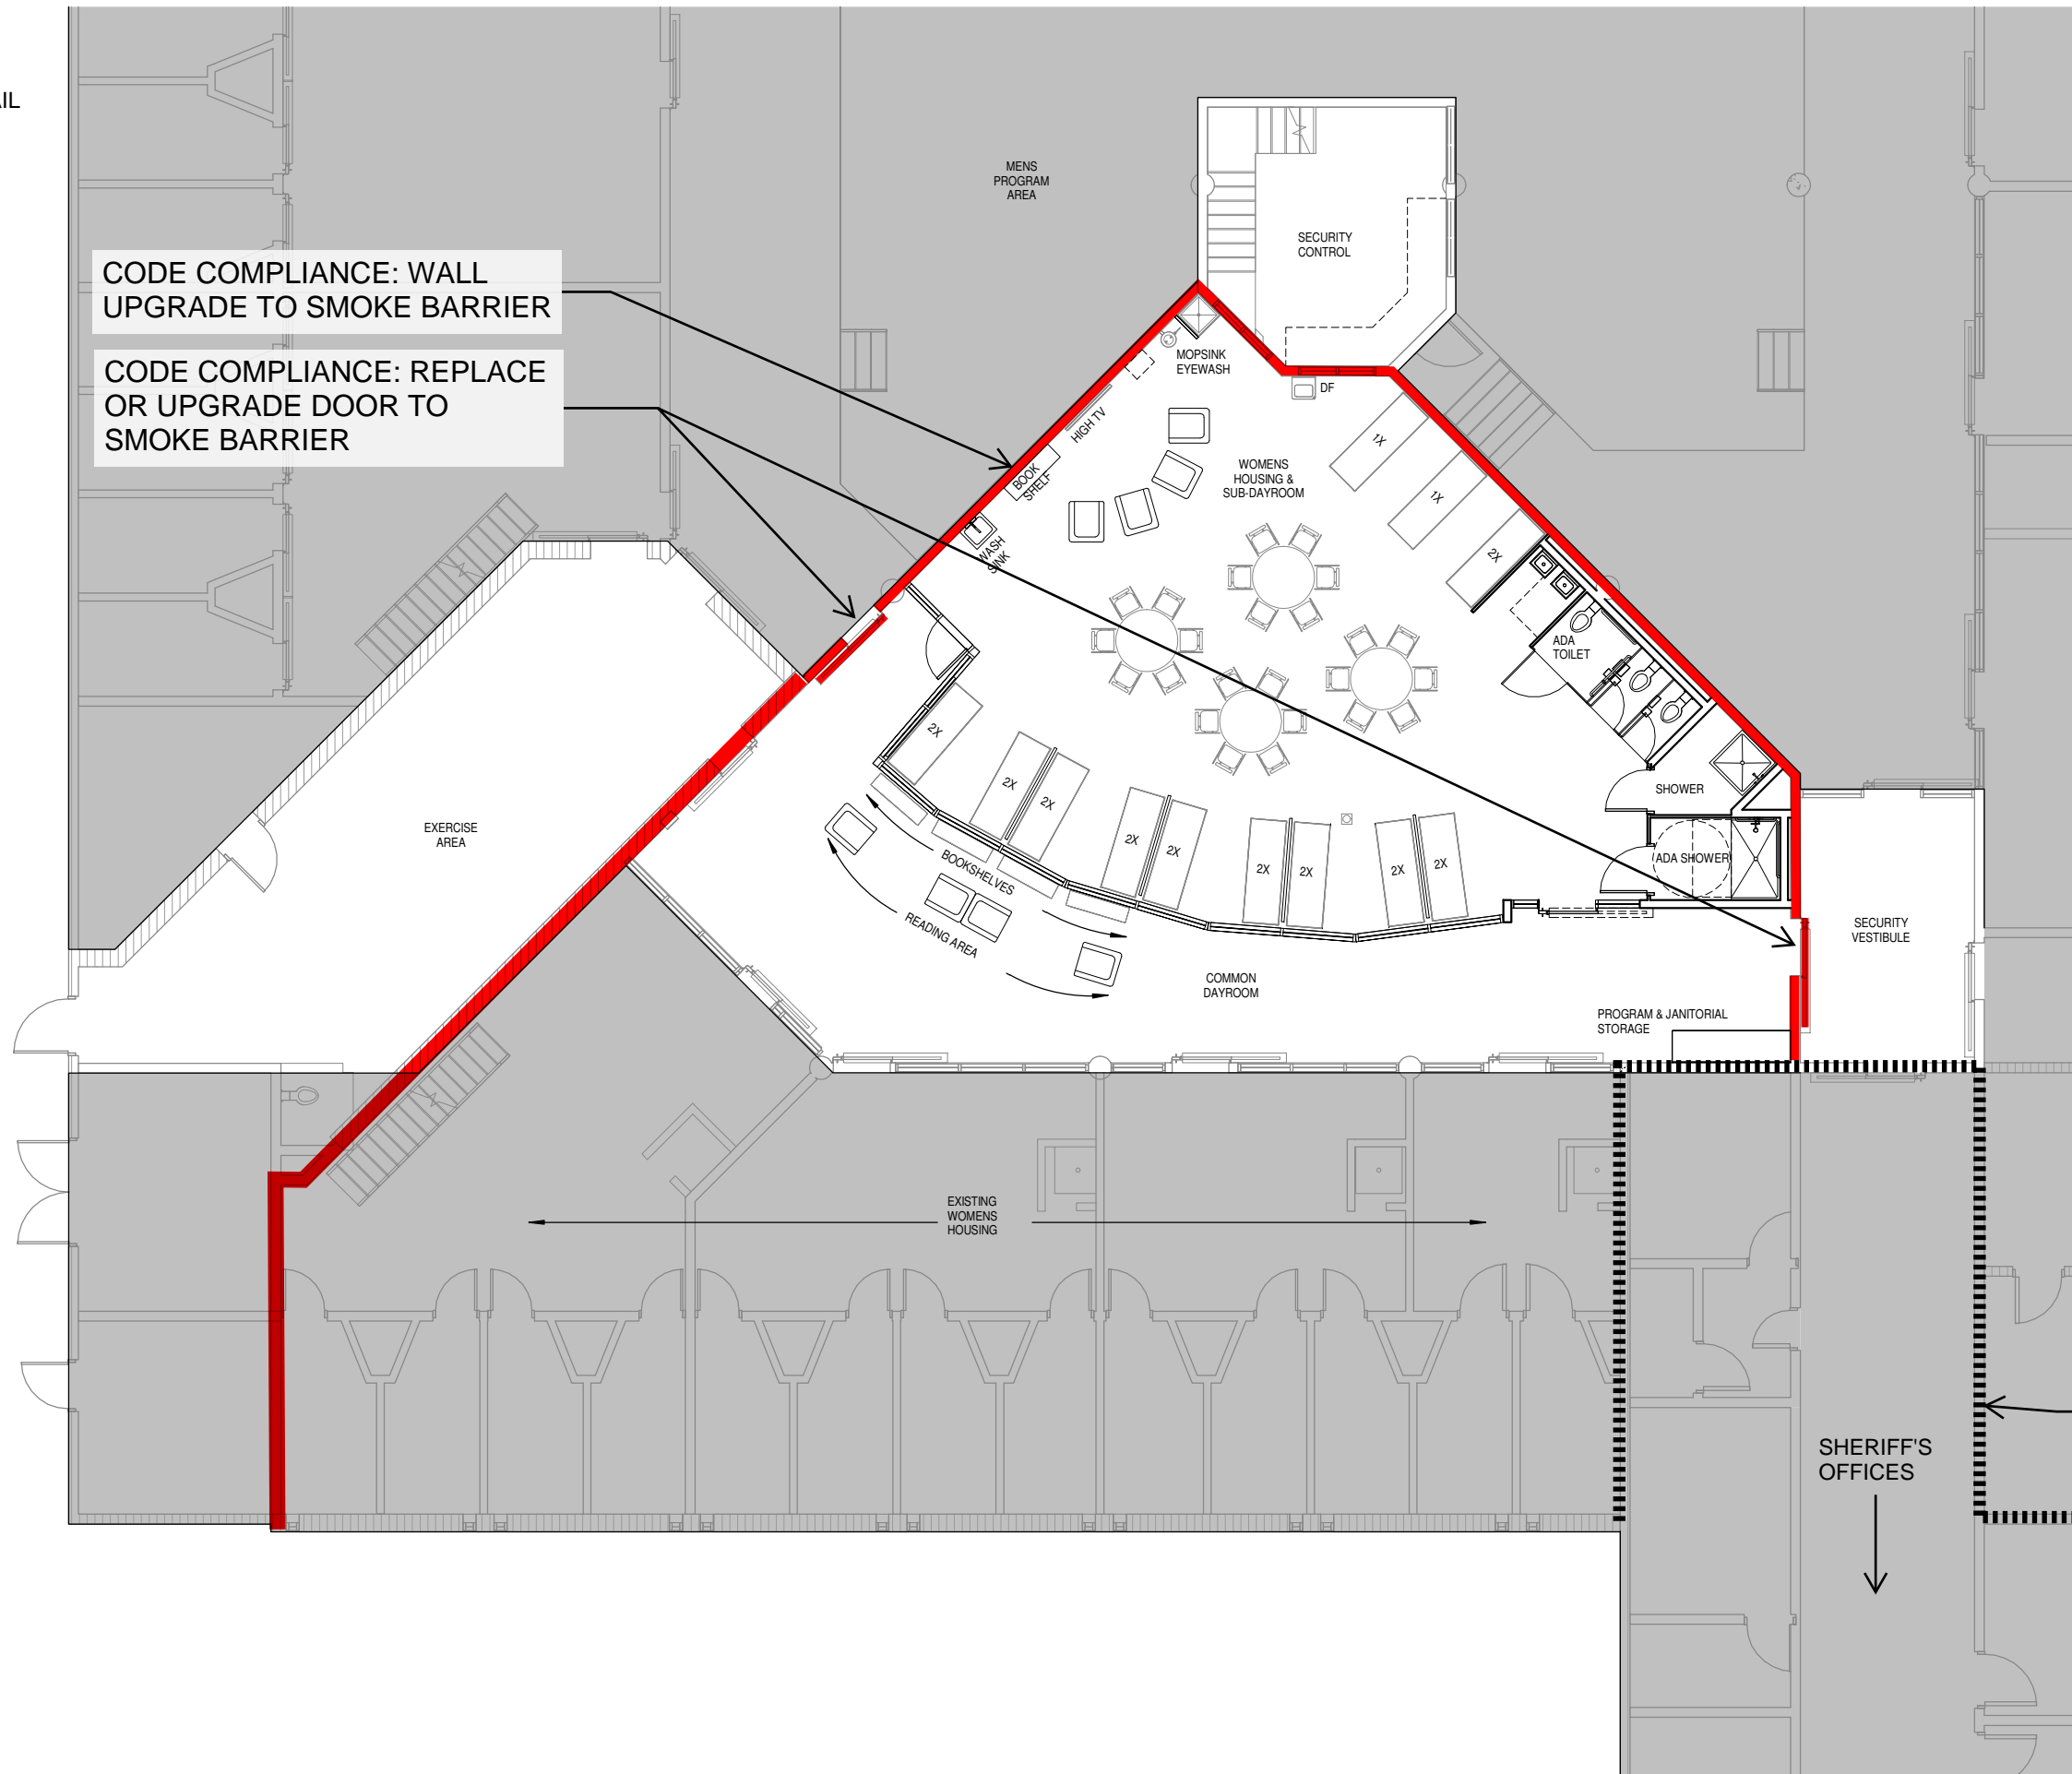 AIL
MENS
PROGRAM
AREA
SECURITY
CONTROL
CODE COMPLIANCE: WALL
UPGRADE TO SMOKE BARRIER
CODE COMPLIANCE: REPLACE
OR UPGRADE DOOR TO
SMOKE BARRIER
MOPSINK
EYEWASH
DF
HIGH TV
BOOK
SHELF
WASH
SINK
WOMENS
HOUSING &
SUB-DAYROOM
1X
1X
2X
ADA
TOILET
2X
2X
2X
2X
2X
2X
2X
2X
2X
SHOWER
ADA SHOWER
EXERCISE
AREA
BOOKSHELVES
READING AREA
SECURITY
VESTIBULE
COMMON
DAYROOM
PROGRAM & JANITORIAL
STORAGE
EXISTING
WOMENS
HOUSING
SHERIFF'S
OFFICES